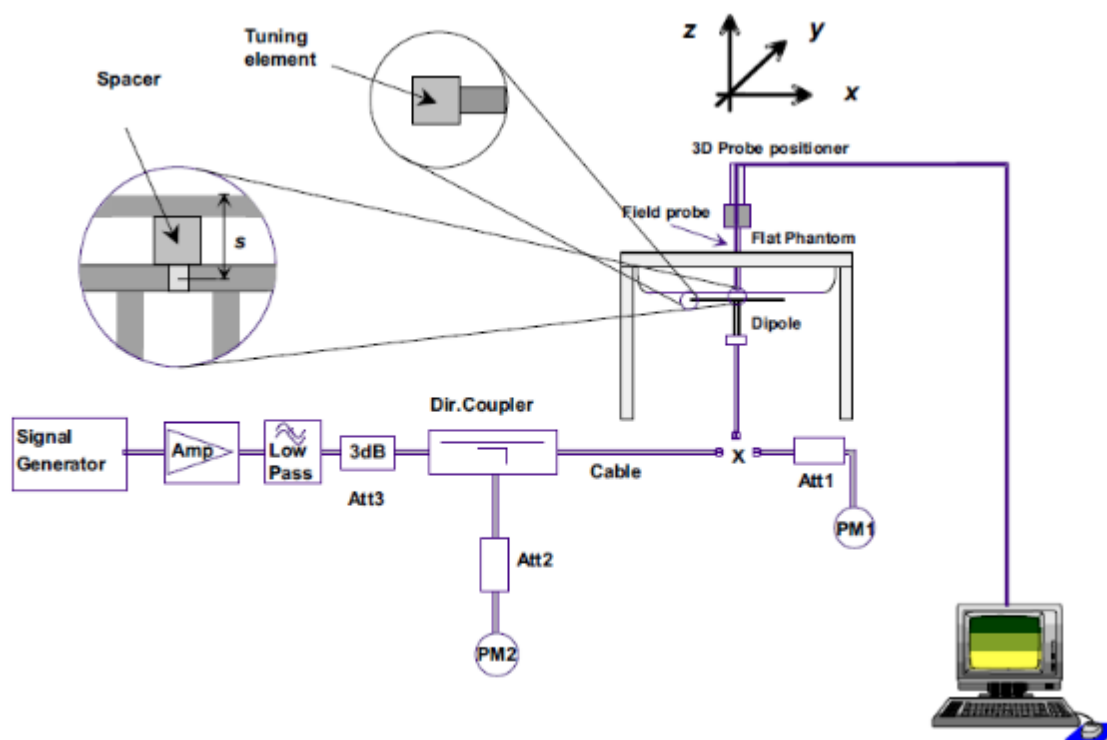 Tuning
element
Spacer
s
z
y
x
3D Probe positioner
Field probe
Flat Phantom
Dipole
Dir.Coupler
Signal
Generator
Amp
Low
Pass
3dB
Att3
Cable
X
Att1
PM1
Att2
PM2